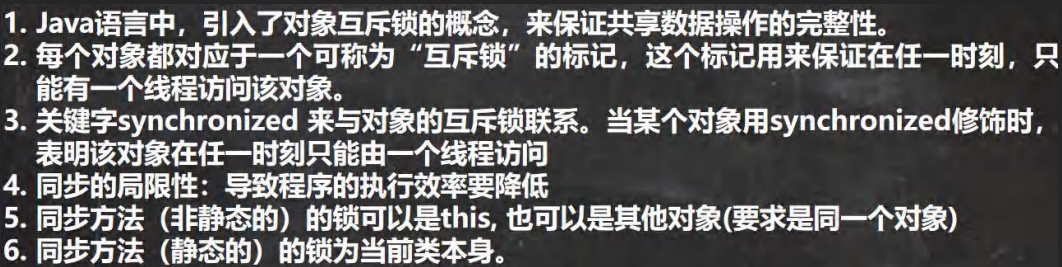 1. Java语言中，引入了对象互斥锁的概念，来保证共享数据操作的完整性。
2. 每个对象都对应于一个可称为“互斥锁”的标记，这个标记用来保证在任一时刻，只
能有一个线程访问该对象。
3. 关键字synchronized 来与对象的互斥锁联系。当某个对象用synchronized修饰时，
表明该对象在任一时刻只能由一个线程访问
4. 同步的局限性：导致程序的执行效率要降低
5. 同步方法（非静态的）的锁可以是this, 也可以是其他对象(要求是同一个对象)
6. 同步方法（静态的）的锁为当前类本身。